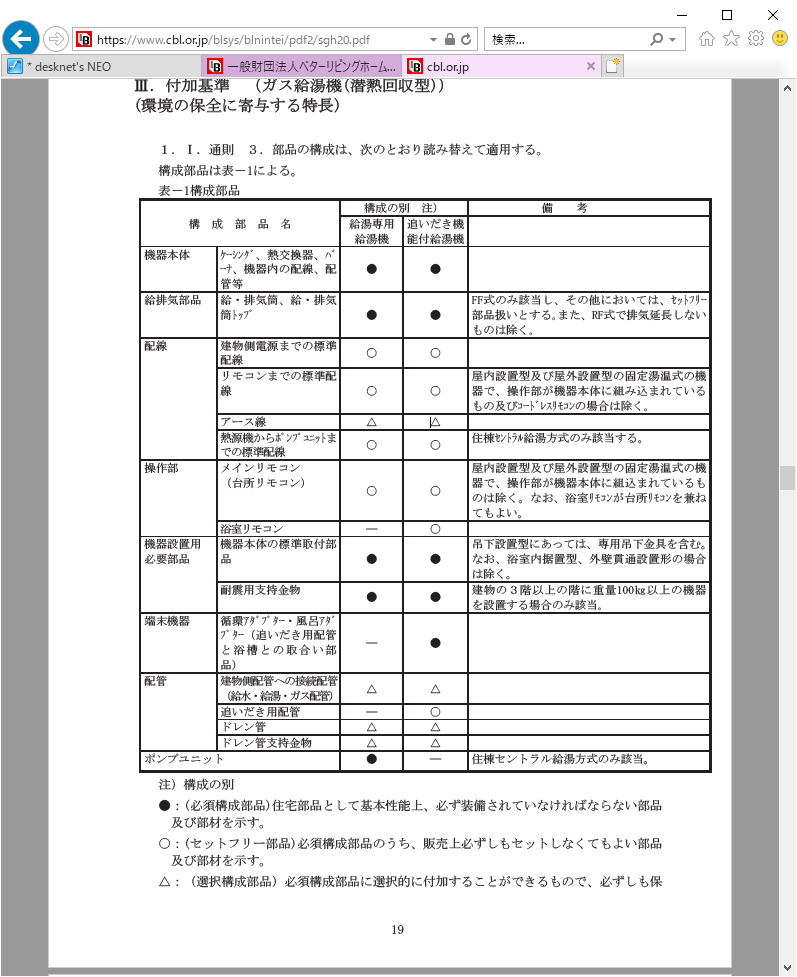 https://www.cbl.or.jp/blsys/blnintei/pdf2/sgh20.pdf
検索...
* desknet's NEO
一般財団法人ベターリビングホーム...
cbl.or.jp
Ⅲ．付加基準　（ガス給湯機（潜熱回収型））
（環境の保全に寄与する特長）
１．Ⅰ．通則　３．部品の構成は、次のとおり読み替えて適用する。
構成部品は表－1による。
表－1構成部品
構　成　部　品　名
構成の別　注）
備　　考
給湯専用
給湯機
追いだき機
能付給湯機
機器本体
ｹｰｼﾝｸﾞ、熱交換器、ﾊﾞ
ｰﾅ、機器内の配線、配
管等
●
●
給排気部品
給・排気筒、給・排気
筒ﾄｯﾌﾟ
●
●
FF式のみ該当し、その他においては、ｾｯﾄﾌﾘｰ
部品扱いとする。また、RF式で排気延長しない
ものは除く。
配線
建物側電源までの標準
配線
○
○
リモコンまでの標準配
線
○
○
屋内設置型及び屋外設置型の固定湯温式の機
器で、操作部が機器本体に組み込まれている
もの及びｺｰﾄﾞﾚｽﾘﾓｺﾝの場合は除く。
アース線
△
△
熱源機からﾎﾟﾝﾌﾟﾕﾆｯﾄま
での標準配線
○
○
住棟ｾﾝﾄﾗﾙ給湯方式のみ該当する。
操作部
メインリモコン
（台所リモコン）
○
○
屋内設置型及び屋外設置型の固定湯温式の機
器で、操作部が機器本体に組込まれているも
のは除く。なお、浴室ﾘﾓｺﾝが台所ﾘﾓｺﾝを兼ね
てもよい。
浴室リモコン
―
○
機器設置用
必要部品
機器本体の標準取付部
品
●
●
吊下設置型にあっては、専用吊下金具を含む。
なお、浴室内据置型、外壁貫通設置形の場合
は除く。
耐震用支持金物
●
●
建物の３階以上の階に重量100㎏以上の機器
を設置する場合のみ該当。
端末機器
循環ｱﾀﾞﾌﾟﾀｰ・風呂ｱﾀﾞ
ﾌﾟﾀｰ（追いだき用配管
と浴槽との取合い部
品）
―
●
配管
建物側配管への接続配管
（給水・給湯・ガス配管）
△
△
追いだき用配管
―
○
ドレン管
△
△
ドレン管支持金物
△
△
ポンプユニット
●
―
住棟セントラル給湯方式のみ該当。
注）構成の別
●：（必須構成部品）住宅部品として基本性能上、必ず装備されていなければならない部品
及び部材を示す。
○：（セットフリー部品）必須構成部品のうち、販売上必ずしもセットしなくてもよい部品
及び部材を示す。
△：（選択構成部品）必須構成部品に選択的に付加することができるもので、必ずしも保
19